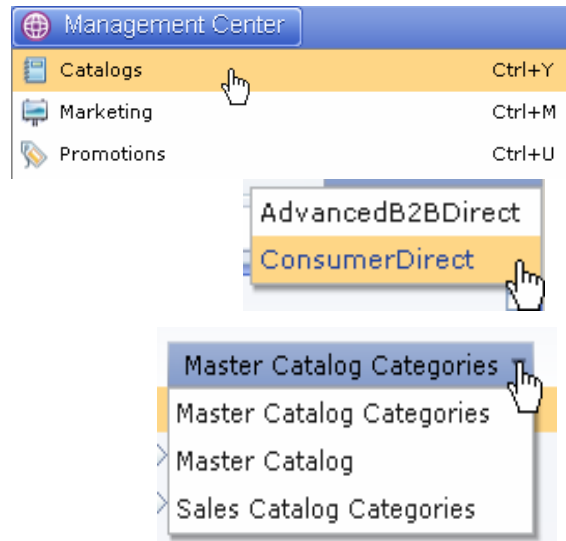 Management Center
Catalogs Ctrl+Y
Marketing Ctrl+M
Promotions Ctrl+U
AdvancedB2BDirect
ConsumerDirect
Master Catalog Categories
Master Catalog Categories
Master Catalog
Sales Catalog Categories